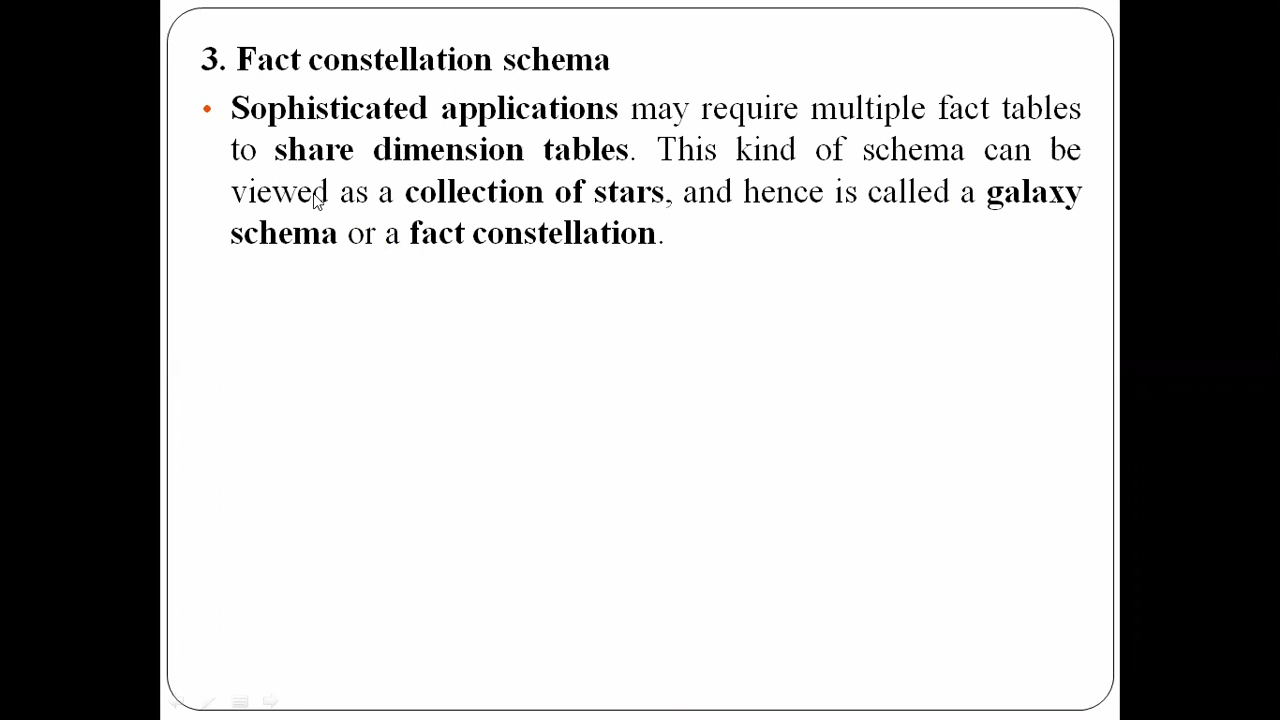 3. Fact constellation schema
• Sophisticated applications may require multiple fact tables
to share dimension tables. This kind of schema can be
viewed as a collection of stars, and hence is called a galaxy
schema or a fact constellation.